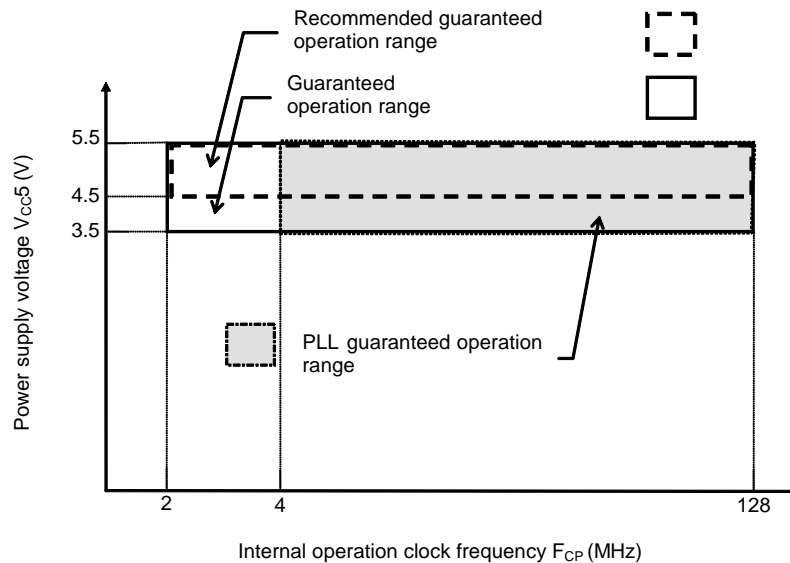 Recommended guaranteed
operation range
Guaranteed
operation range
Power supply voltage VCC5 (V)
5.5
4.5
3.5
PLL guaranteed operation
range
2
4
128
Internal operation clock frequency FCP (MHz)